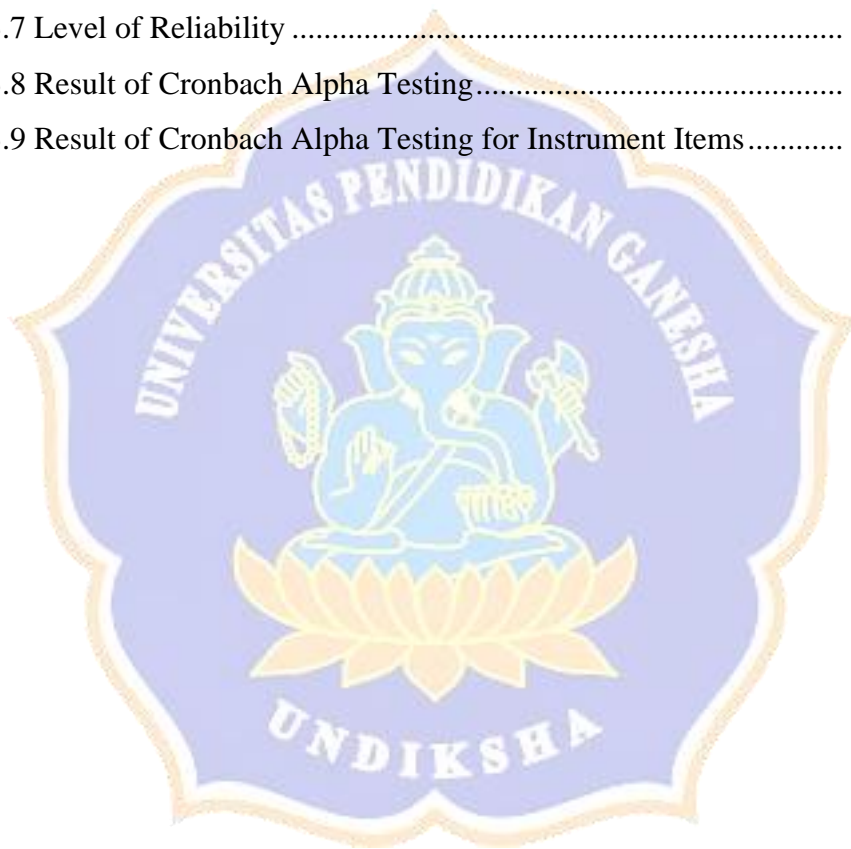 .7 Level of Reliability ......................................................................
.8 Result of Cronbach Alpha Testing ...............................................
.9 Result of Cronbach Alpha Testing for Instrument Items ............
UNIVERSITAS PENDIDIKAN GANESHA
UNDIKSHA